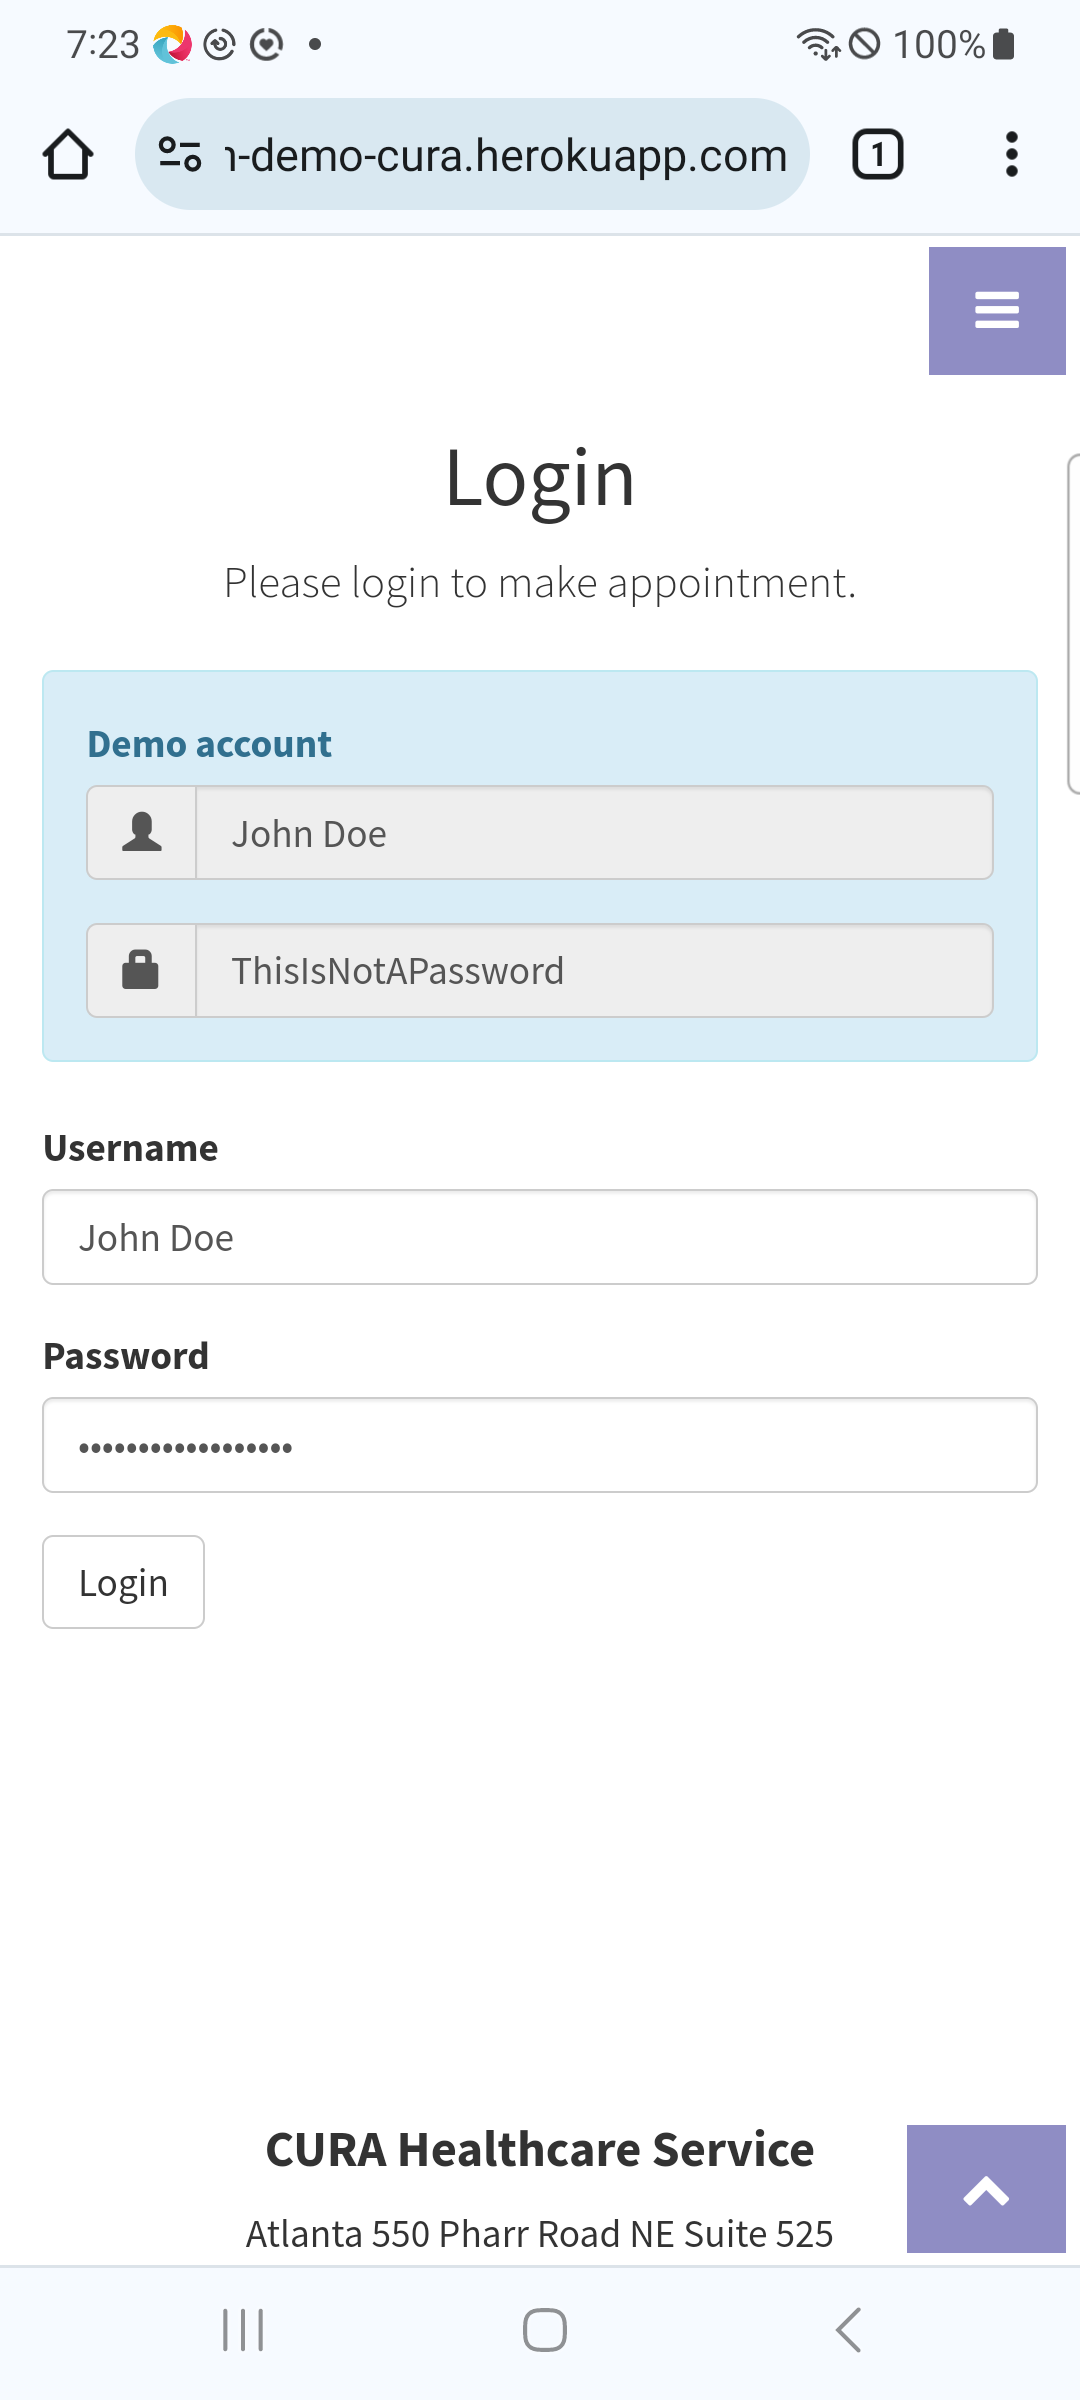 7:23
100%
n-demo-cura.herokuapp.com
1
Login
Please login to make appointment.
Demo account
John Doe
ThisIsNotAPassword
Username
John Doe
Password
••••••••••••••••••
Login
CURA Healthcare Service
Atlanta 550 Pharr Road NE Suite 525